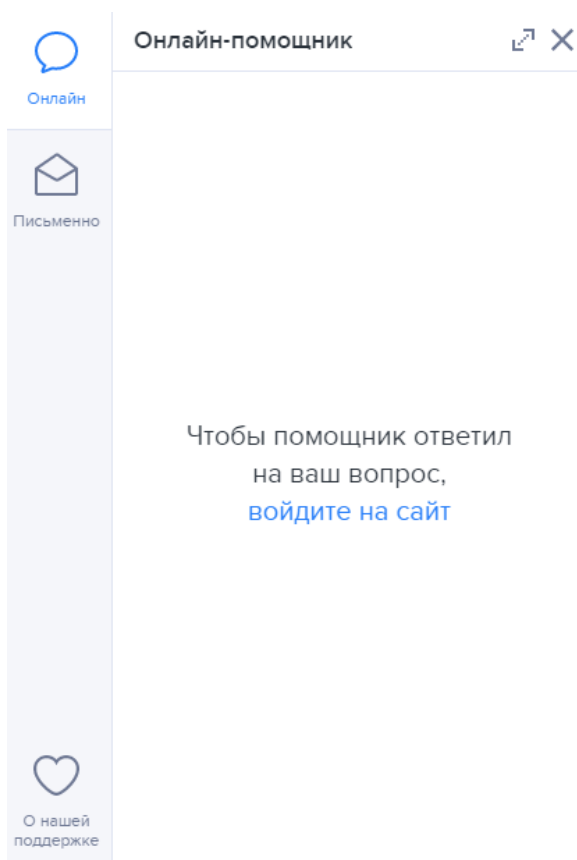 Онлайн-помощник
Онлайн
Письменно
Чтобы помощник ответил
на ваш вопрос,
войдите на сайт
О нашей
поддержке